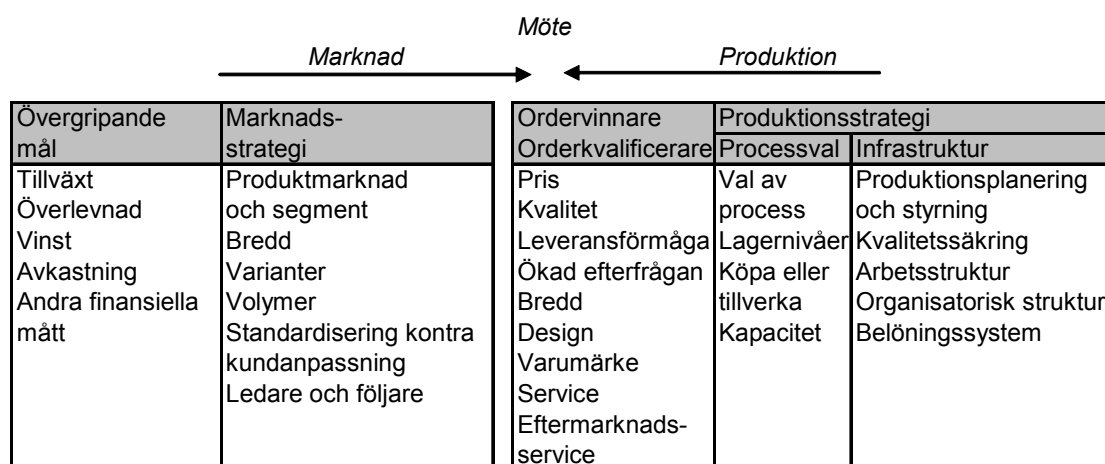 Möte
Marknad
Produktion
Övergripande
mål
Marknads-
strategi
Ordervinnare
Orderkvalificerare
Produktionsstrategi
Processval
Infrastruktur
Tillväxt
Överlevnad
Vinst
Avkastning
Andra finansiella
mått
Produktmarknad
och segment
Bredd
Varianter
Volymer
Standardisering kontra
kundanpassning
Ledare och följare
Pris
Kvalitet
Leveransförmåga
Ökad efterfrågan
Bredd
Design
Varumärke
Service
Eftermarknads-
service
Val av
process
Lagernivåer
Köpa eller
tillverka
Kapacitet
Produktionsplanering
och styrning
Kvalitetssäkring
Arbetsstruktur
Organisatorisk struktur
Belöningssystem